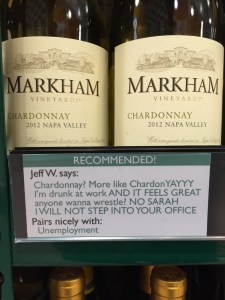 MARKHAM
VINEYARDS
CHARDONNAY
2012 NAPA VALLEY
MARKHAM
VINEYARDS
CHARDONNAY
2012 NAPA VALLEY
RECOMMENDED!
Jeff W. says:
Chardonnay? More like ChardonYAYYY
I'm drunk at work AND IT FEELS GREAT
anyone wanna wrestle? NO SARAH
I WILL NOT STEP INTO YOUR OFFICE
Pairs nicely with:
Unemployment